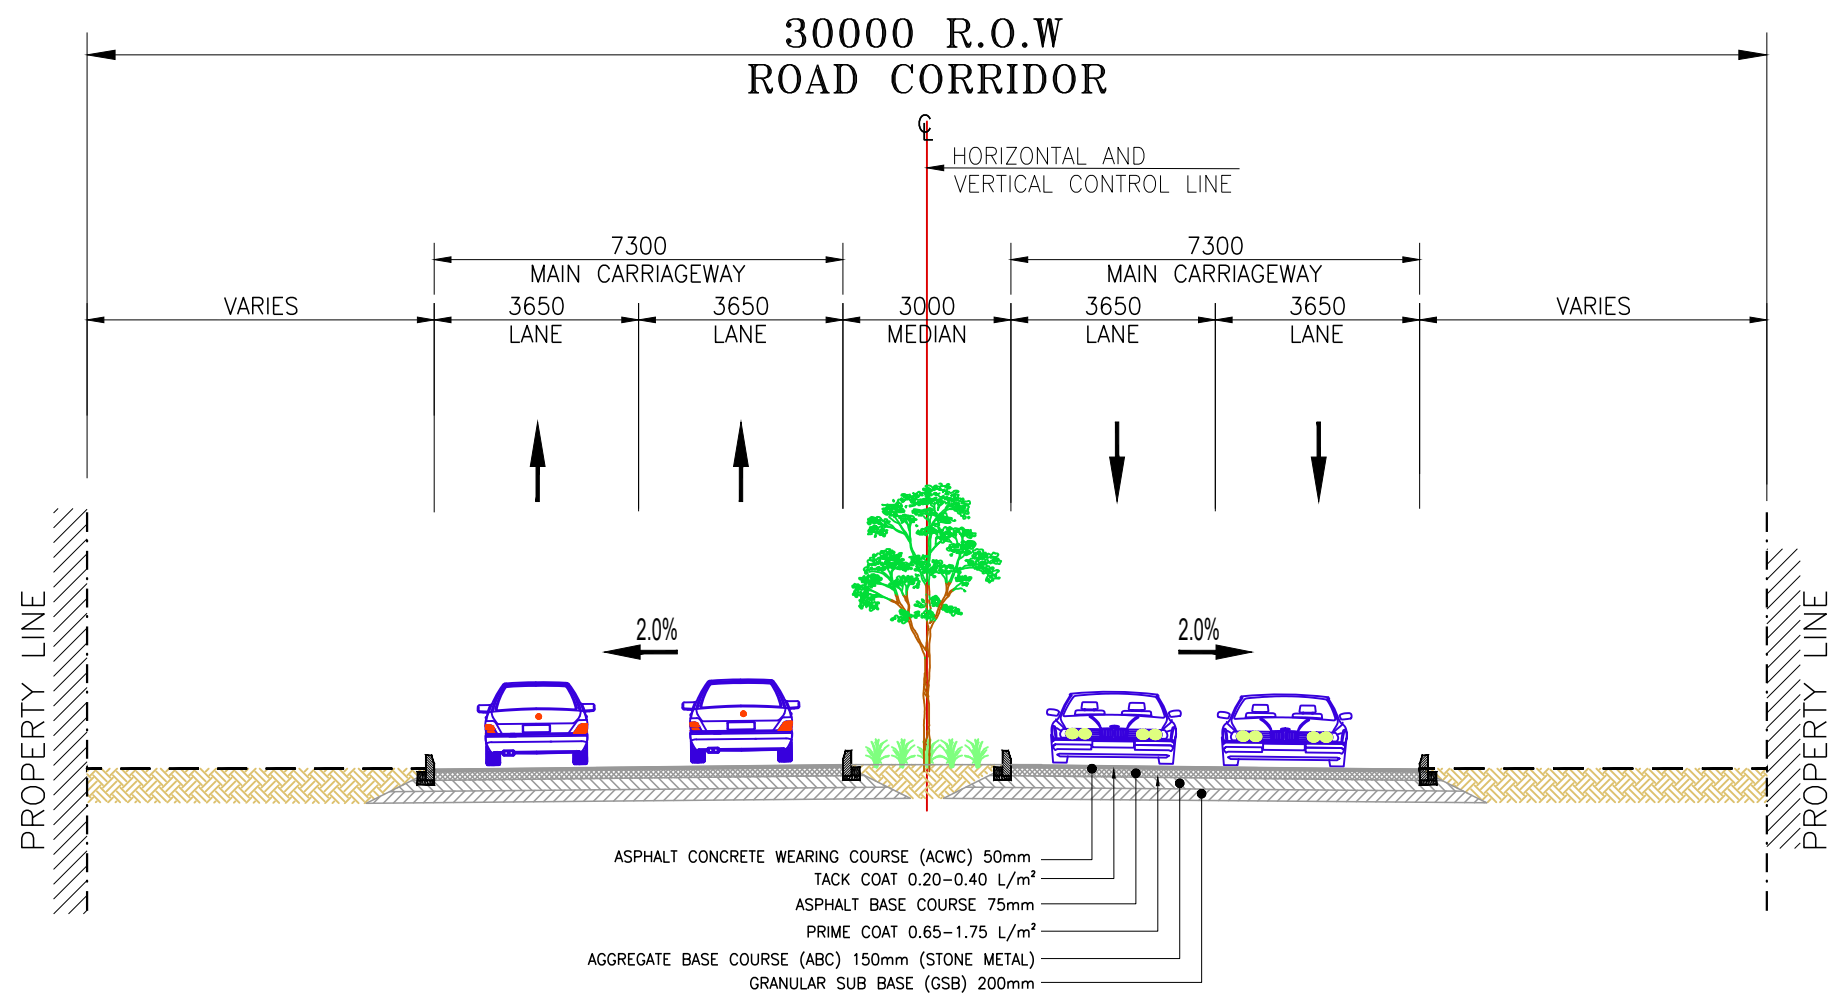 30000 R.O.W
ROAD CORRIDOR
℄
HORIZONTAL AND
VERTICAL CONTROL LINE
7300
MAIN CARRIAGEWAY
7300
MAIN CARRIAGEWAY
VARIES
3650
LANE
3650
LANE
3000
MEDIAN
3650
LANE
3650
LANE
VARIES
PROPERTY LINE
2.0%
2.0%
PROPERTY LINE
ASPHALT CONCRETE WEARING COURSE (ACWC) 50mm
TACK COAT 0.20-0.40 L/m²
ASPHALT BASE COURSE 75mm
PRIME COAT 0.65-1.75 L/m²
AGGREGATE BASE COURSE (ABC) 150mm (STONE METAL)
GRANULAR SUB BASE (GSB) 200mm